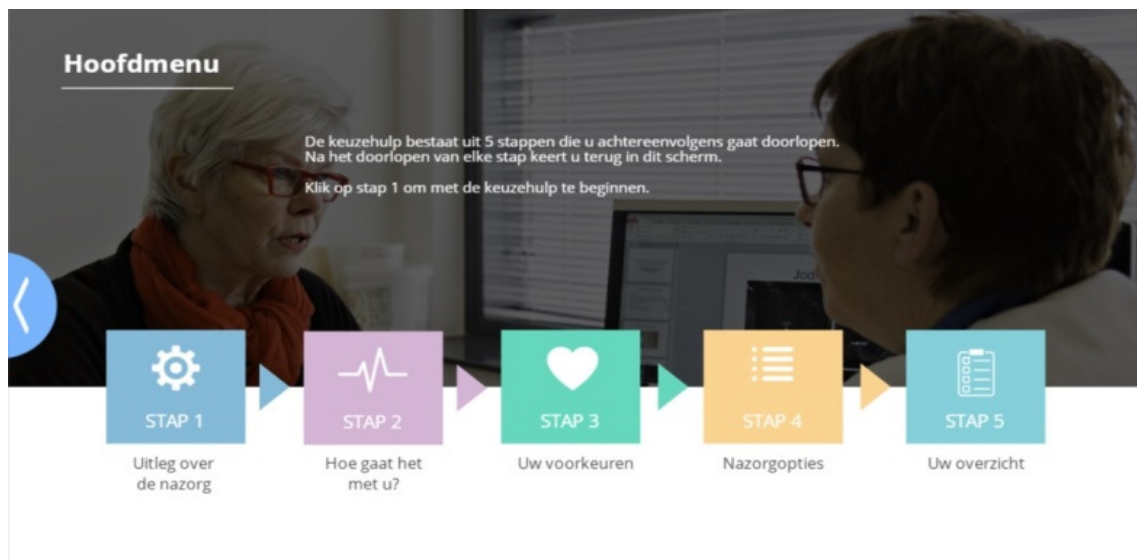 Hoofdmenu
De keuzehulp bestaat uit 5 stappen die u achtereenvolgens gaat doorlopen.
Na het doorlopen van elke stap keert u terug in dit scherm.
Klik op stap 1 om met de keuzehulp te beginnen.
Jod
STAP 1
STAP 2
STAP 3
STAP 4
STAP 5
Uitleg over
de nazorg
Hoe gaat het
met u?
Uw voorkeuren
Nazorgopties
Uw overzicht